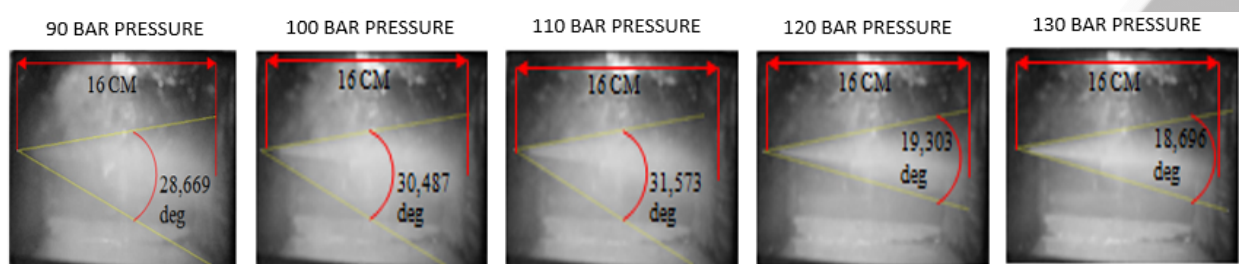 90 BAR PRESSURE
100 BAR PRESSURE
110 BAR PRESSURE
120 BAR PRESSURE
130 BAR PRESSURE
16 CM
16 CM
16 CM
16 CM
16 CM
28,669
deg
30,487
deg
31,573
deg
19,303
deg
18,696
deg